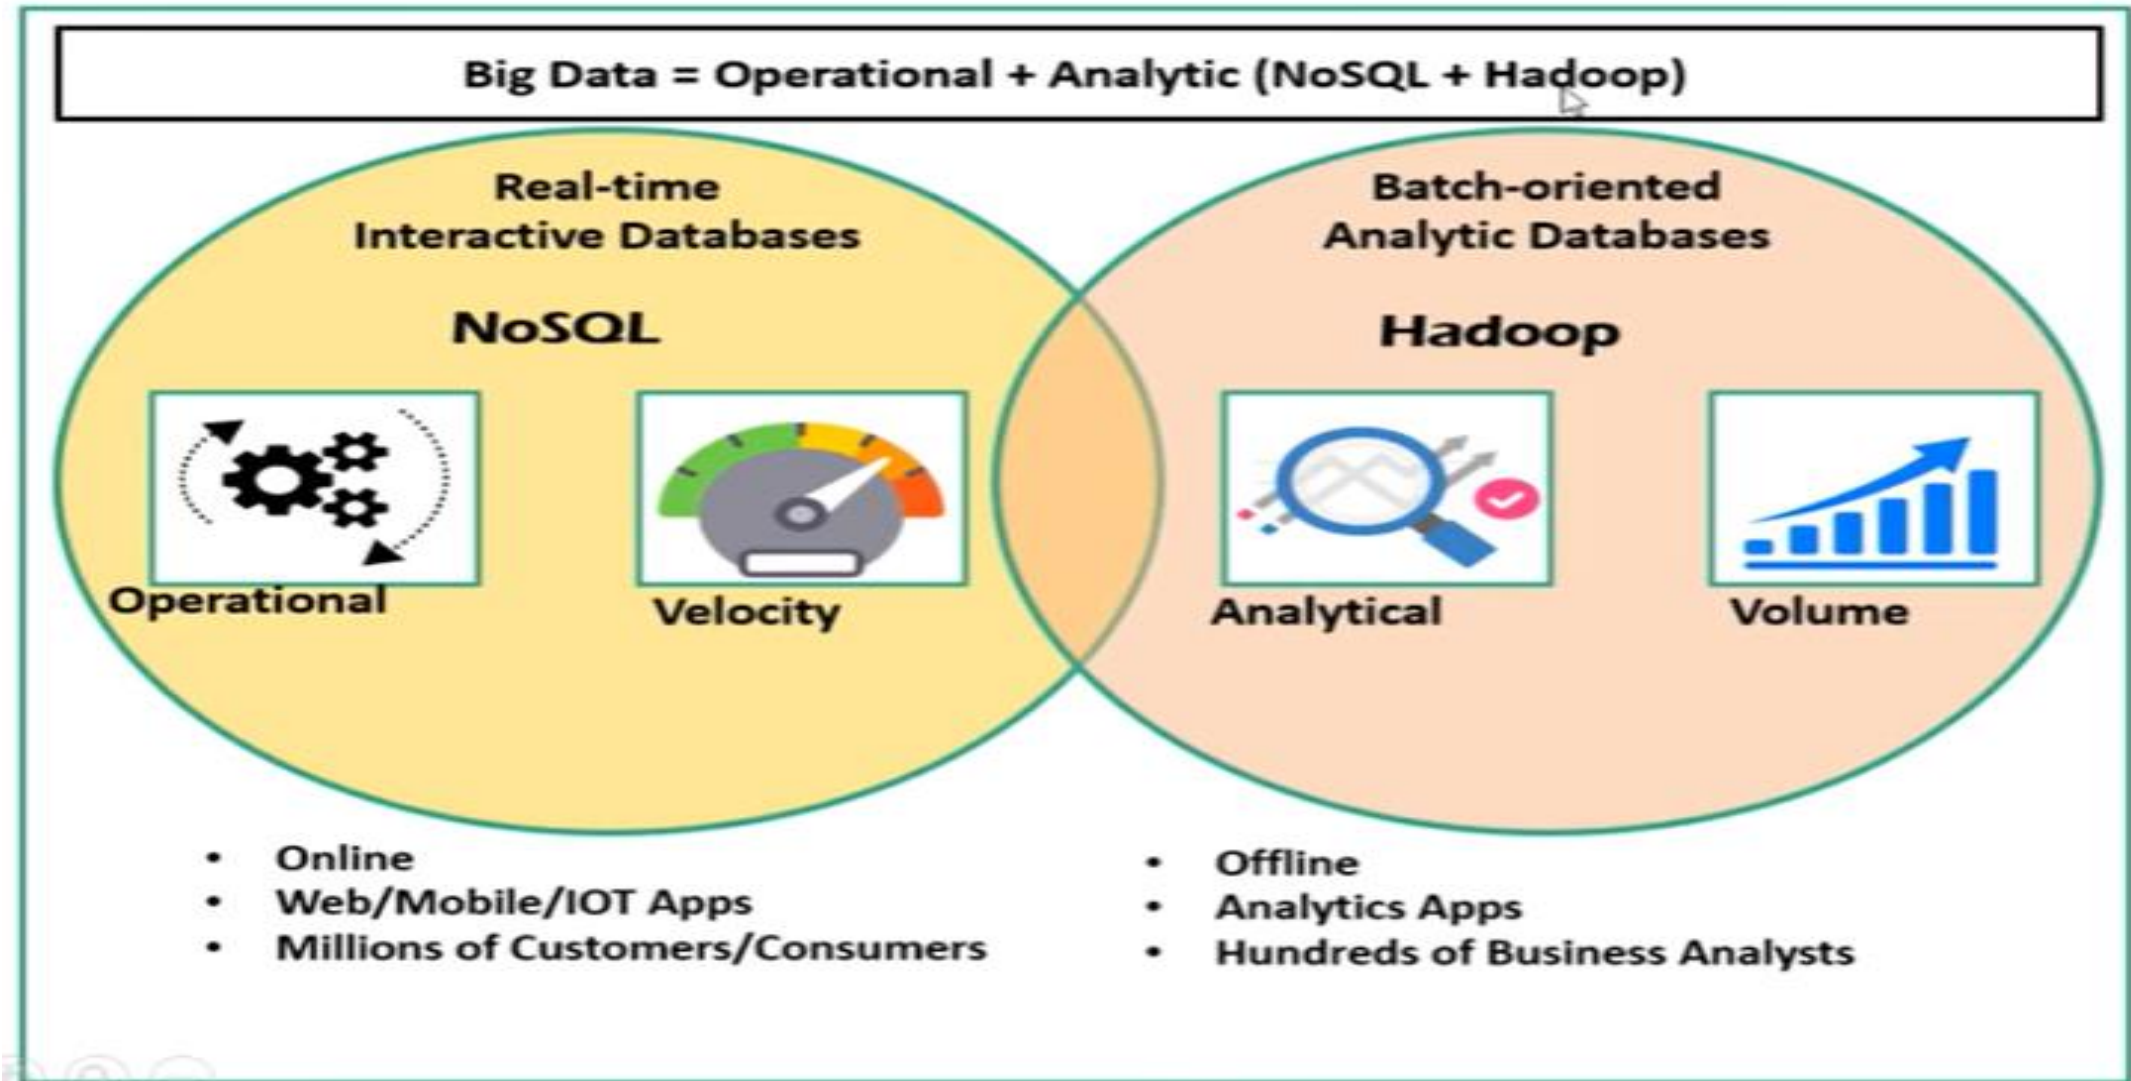 Big Data = Operational + Analytic (NoSQL + Hadoop)
Real-time
Interactive Databases
NoSQL
Operational
Velocity
• Online
• Web/Mobile/IOT Apps
• Millions of Customers/Consumers
Batch-oriented
Analytic Databases
Hadoop
Analytical
Volume
• Offline
• Analytics Apps
• Hundreds of Business Analysts